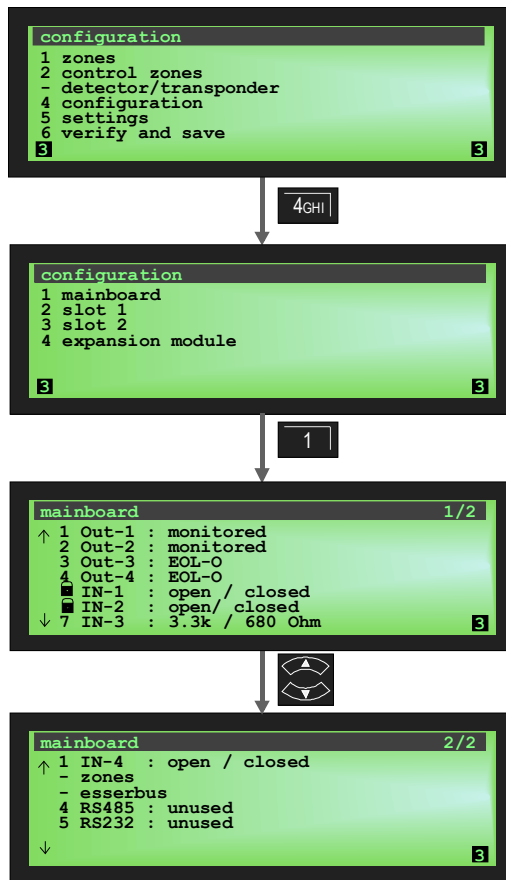 configuration
1 zones
2 control zones
- detector/transponder
4 configuration
5 settings
6 verify and save
3 3
4GHI
configuration
1 mainboard
2 slot 1
3 slot 2
4 expansion module
3 3
1
mainboard 1/2
1 Out-1 : monitored
2 Out-2 : monitored
3 Out-3 : EOL-O
4 Out-4 : EOL-O
IN-1 : open / closed
IN-2 : open/ closed
↓ 7 IN-3 : 3.3k / 680 Ohm 3
mainboard 2/2
↑ 1 IN-4 : open / closed
- zones
- esserbus
4 RS485 : unused
5 RS232 : unused
↓ 3